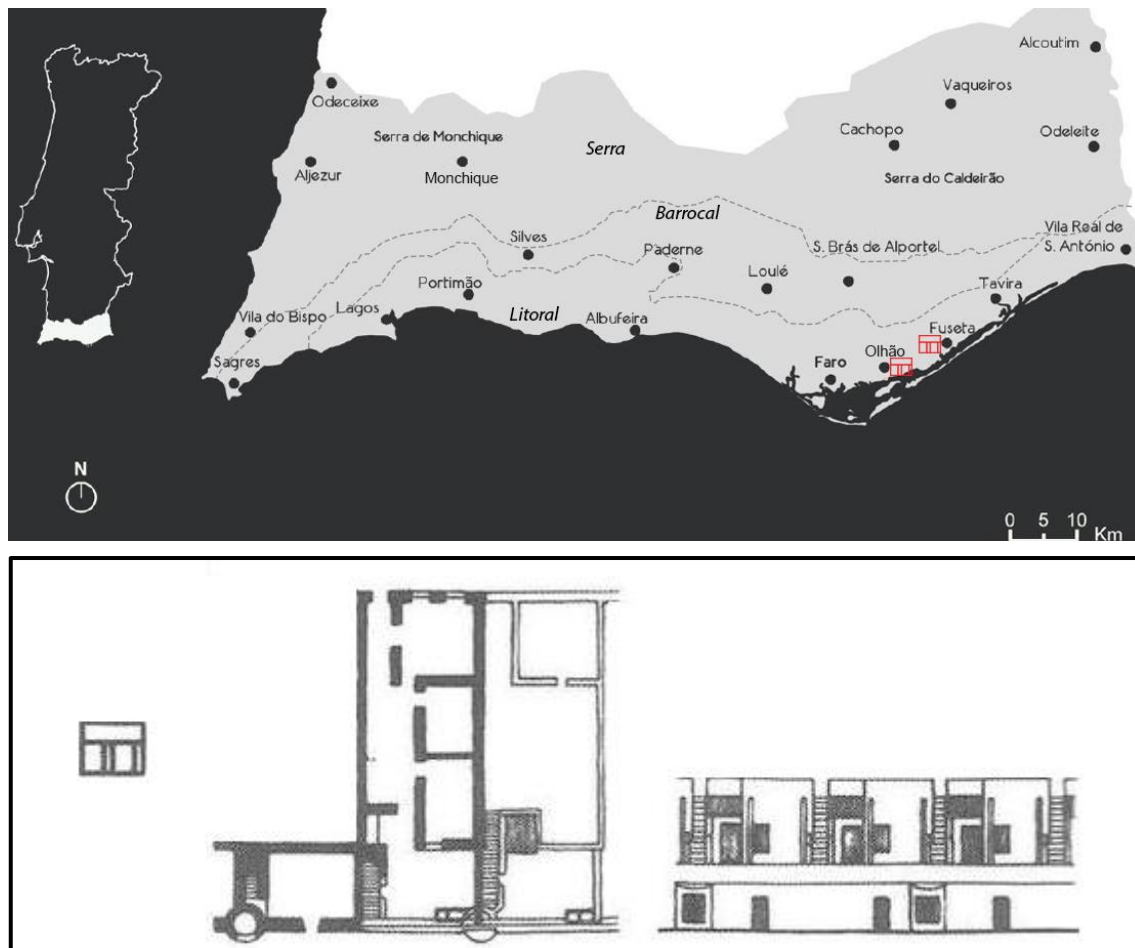 Alcoutim
Odeceixe
Vaqueiros
Serra de Monchique
Serra
Cachopo
Odeleite
Aljezur
Monchique
Serra do Caldeirão
Barrocal
Silves
Paderne
S. Brás de Alportel
Vila Real de
S. António
Portimão
Loulé
Tavira
Lagos
Litoral
Albufeira
Vila do Bispo
Fuseta
Olhão
Sagres
Faro
N
0 5 10 Km